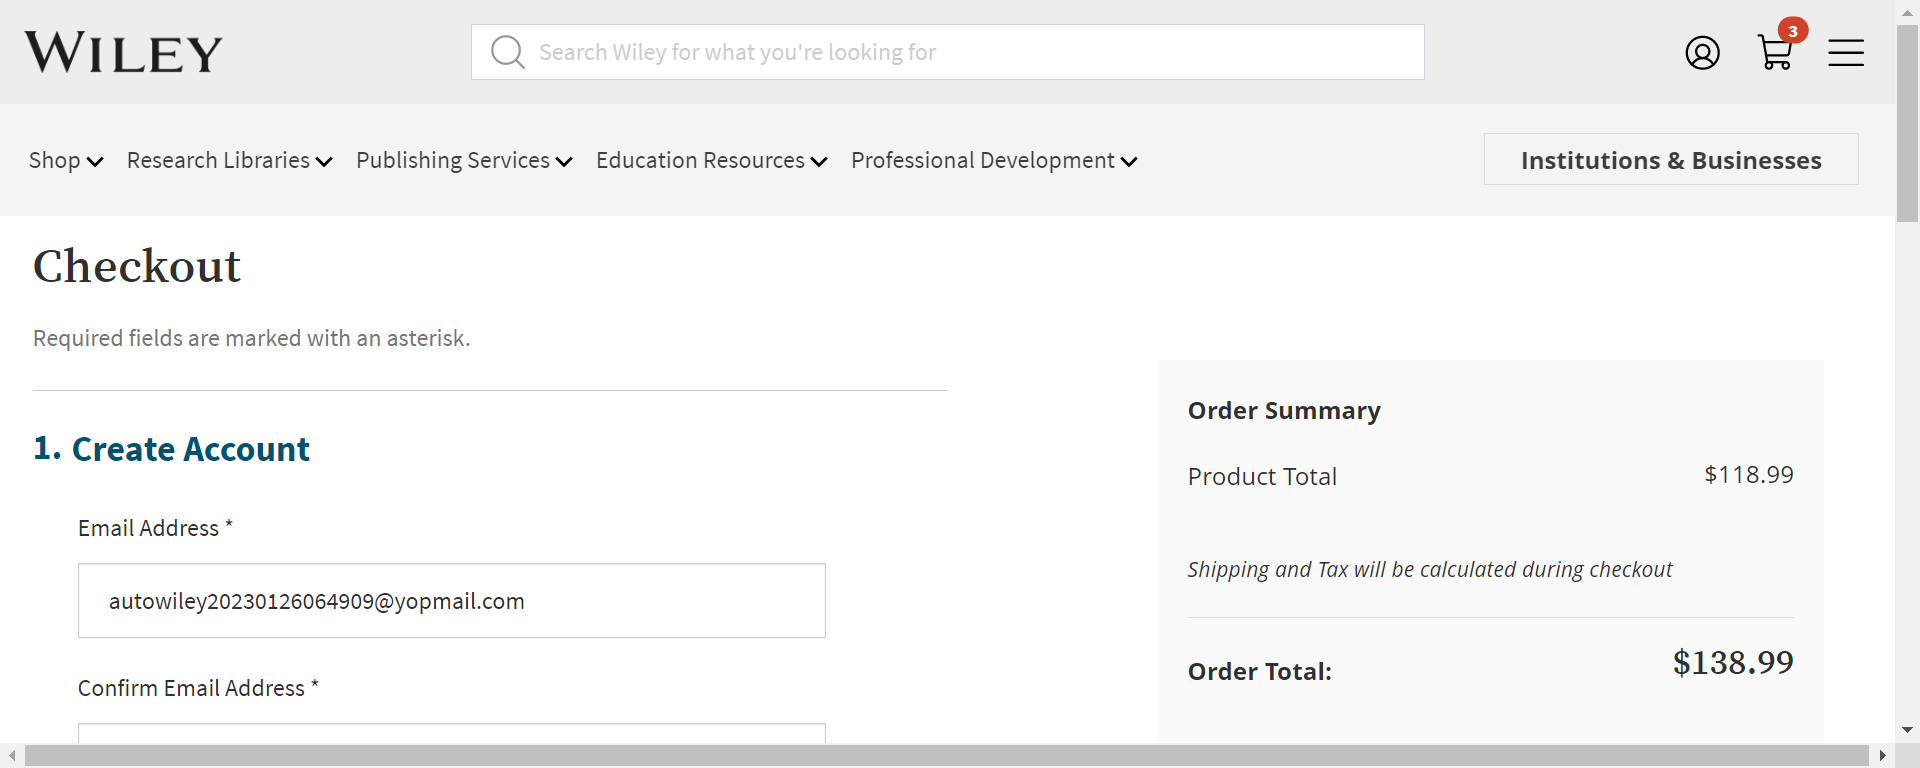 WILEY
Search Wiley for what you're looking for
3
Shop Research Libraries Publishing Services Education Resources Professional Development Institutions & Businesses
Checkout
Required fields are marked with an asterisk.
1. Create Account
Email Address *
autowiley20230126064909@yopmail.com
Confirm Email Address *
Order Summary
Product Total $118.99
Shipping and Tax will be calculated during checkout
Order Total: $138.99